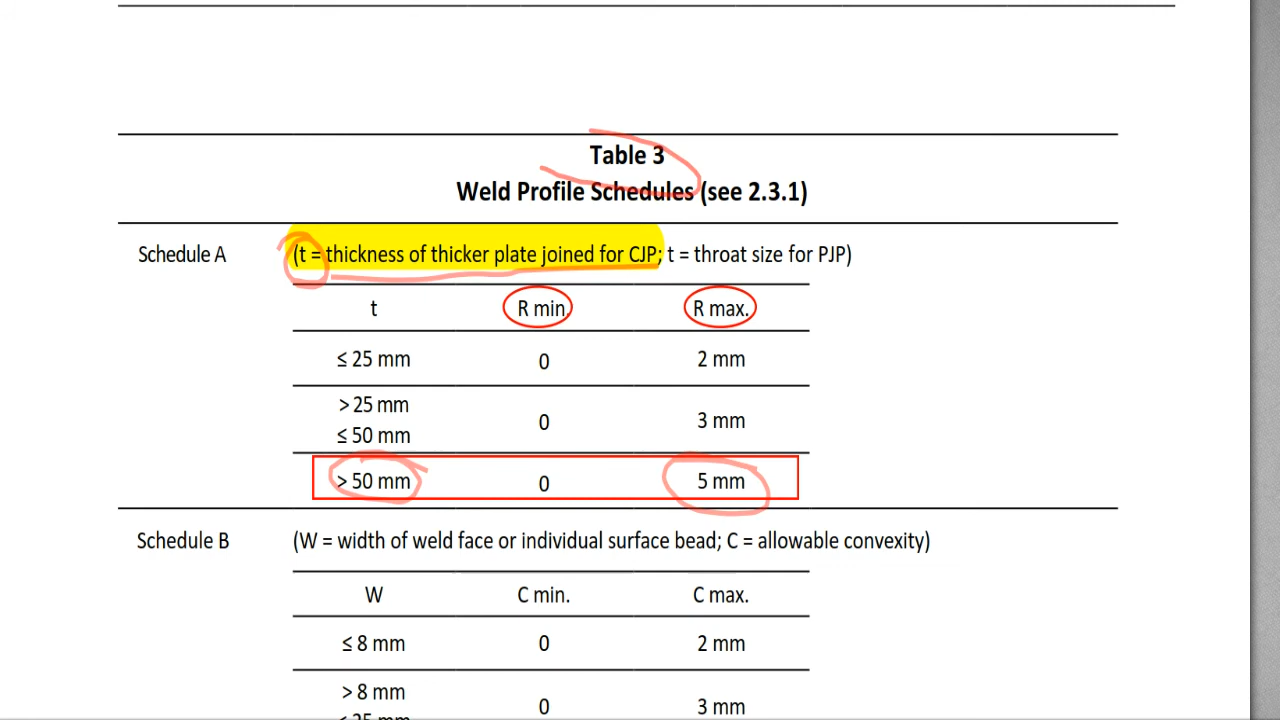 Table 3
Weld Profile Schedules (see 2.3.1)
Schedule A (t = thickness of thicker plate joined for CJP; t = throat size for PJP)
t R min. R max.
≤ 25 mm 0 2 mm
> 25 mm
≤ 50 mm 0 3 mm
> 50 mm 0 5 mm
Schedule B (W = width of weld face or individual surface bead; C = allowable convexity)
W C min. C max.
≤ 8 mm 0 2 mm
> 8 mm
0 3 mm